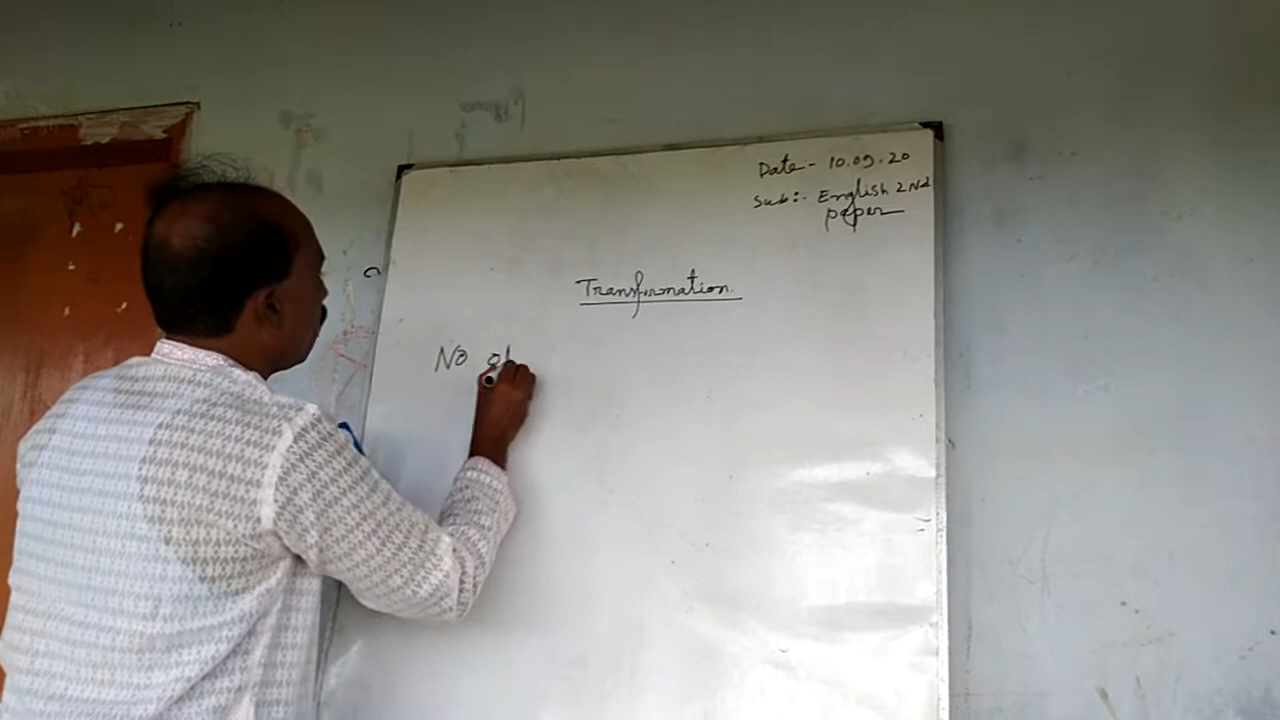 Date:- 10.09.20
Sub:- English 2Nd
paper
Transformation.
No